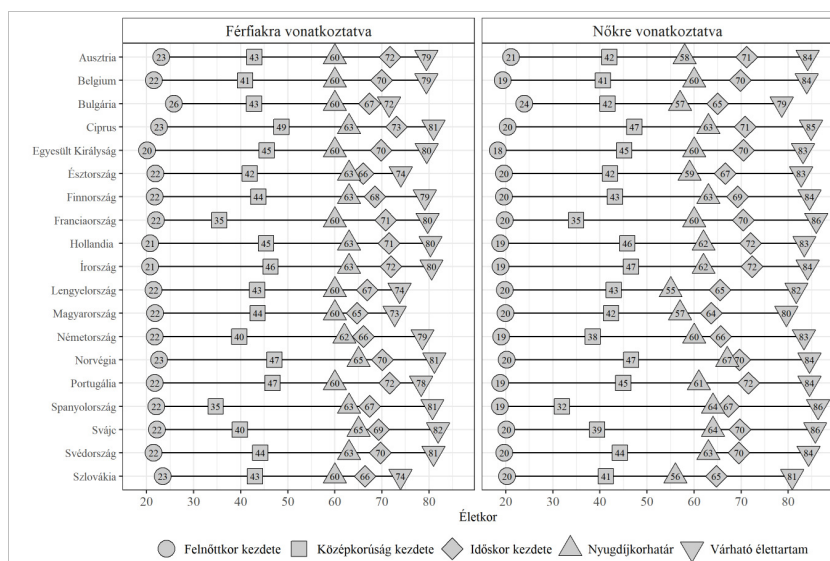 Férfiakra vonatkoztatva Nőkre vonatkoztatva
Ausztria 23 43 60 72 79 21 42 58 71 84
Belgium 22 41 60 70 79 19 41 60 70 84
Bulgária 26 43 60 67 72 24 42 57 65 79
Ciprus 23 49 63 73 81 20 47 63 71 85
Egyesült Királyság 20 45 60 70 80 18 45 60 70 83
Észtország 22 42 63 66 74 20 42 59 67 83
Finnország 22 44 63 68 79 20 43 63 69 84
Franciaország 22 35 60 71 80 20 35 60 70 86
Hollandia 21 45 63 71 80 19 46 62 72 83
Írország 21 46 63 72 80 19 47 62 72 84
Lengyelország 22 43 60 67 74 20 43 55 65 82
Magyarország 22 44 60 65 73 20 42 57 64 80
Németország 22 40 62 66 79 19 38 60 66 83
Norvégia 23 47 65 70 81 20 47 67 70 84
Portugália 22 47 60 72 78 19 45 61 72 84
Spanyolország 22 35 63 67 81 19 32 64 67 86
Svájc 22 40 65 69 82 20 39 64 70 86
Svédország 22 44 63 70 81 20 44 63 70 84
Szlovákia 23 43 60 66 74 20 41 56 65 81
20 30 40 50 60 70 80 20 30 40 50 60 70 80
Életkor
Felnőttkor kezdete Középkorúság kezdete Időskor kezdete Nyugdíjkorhatár Várható élettartam